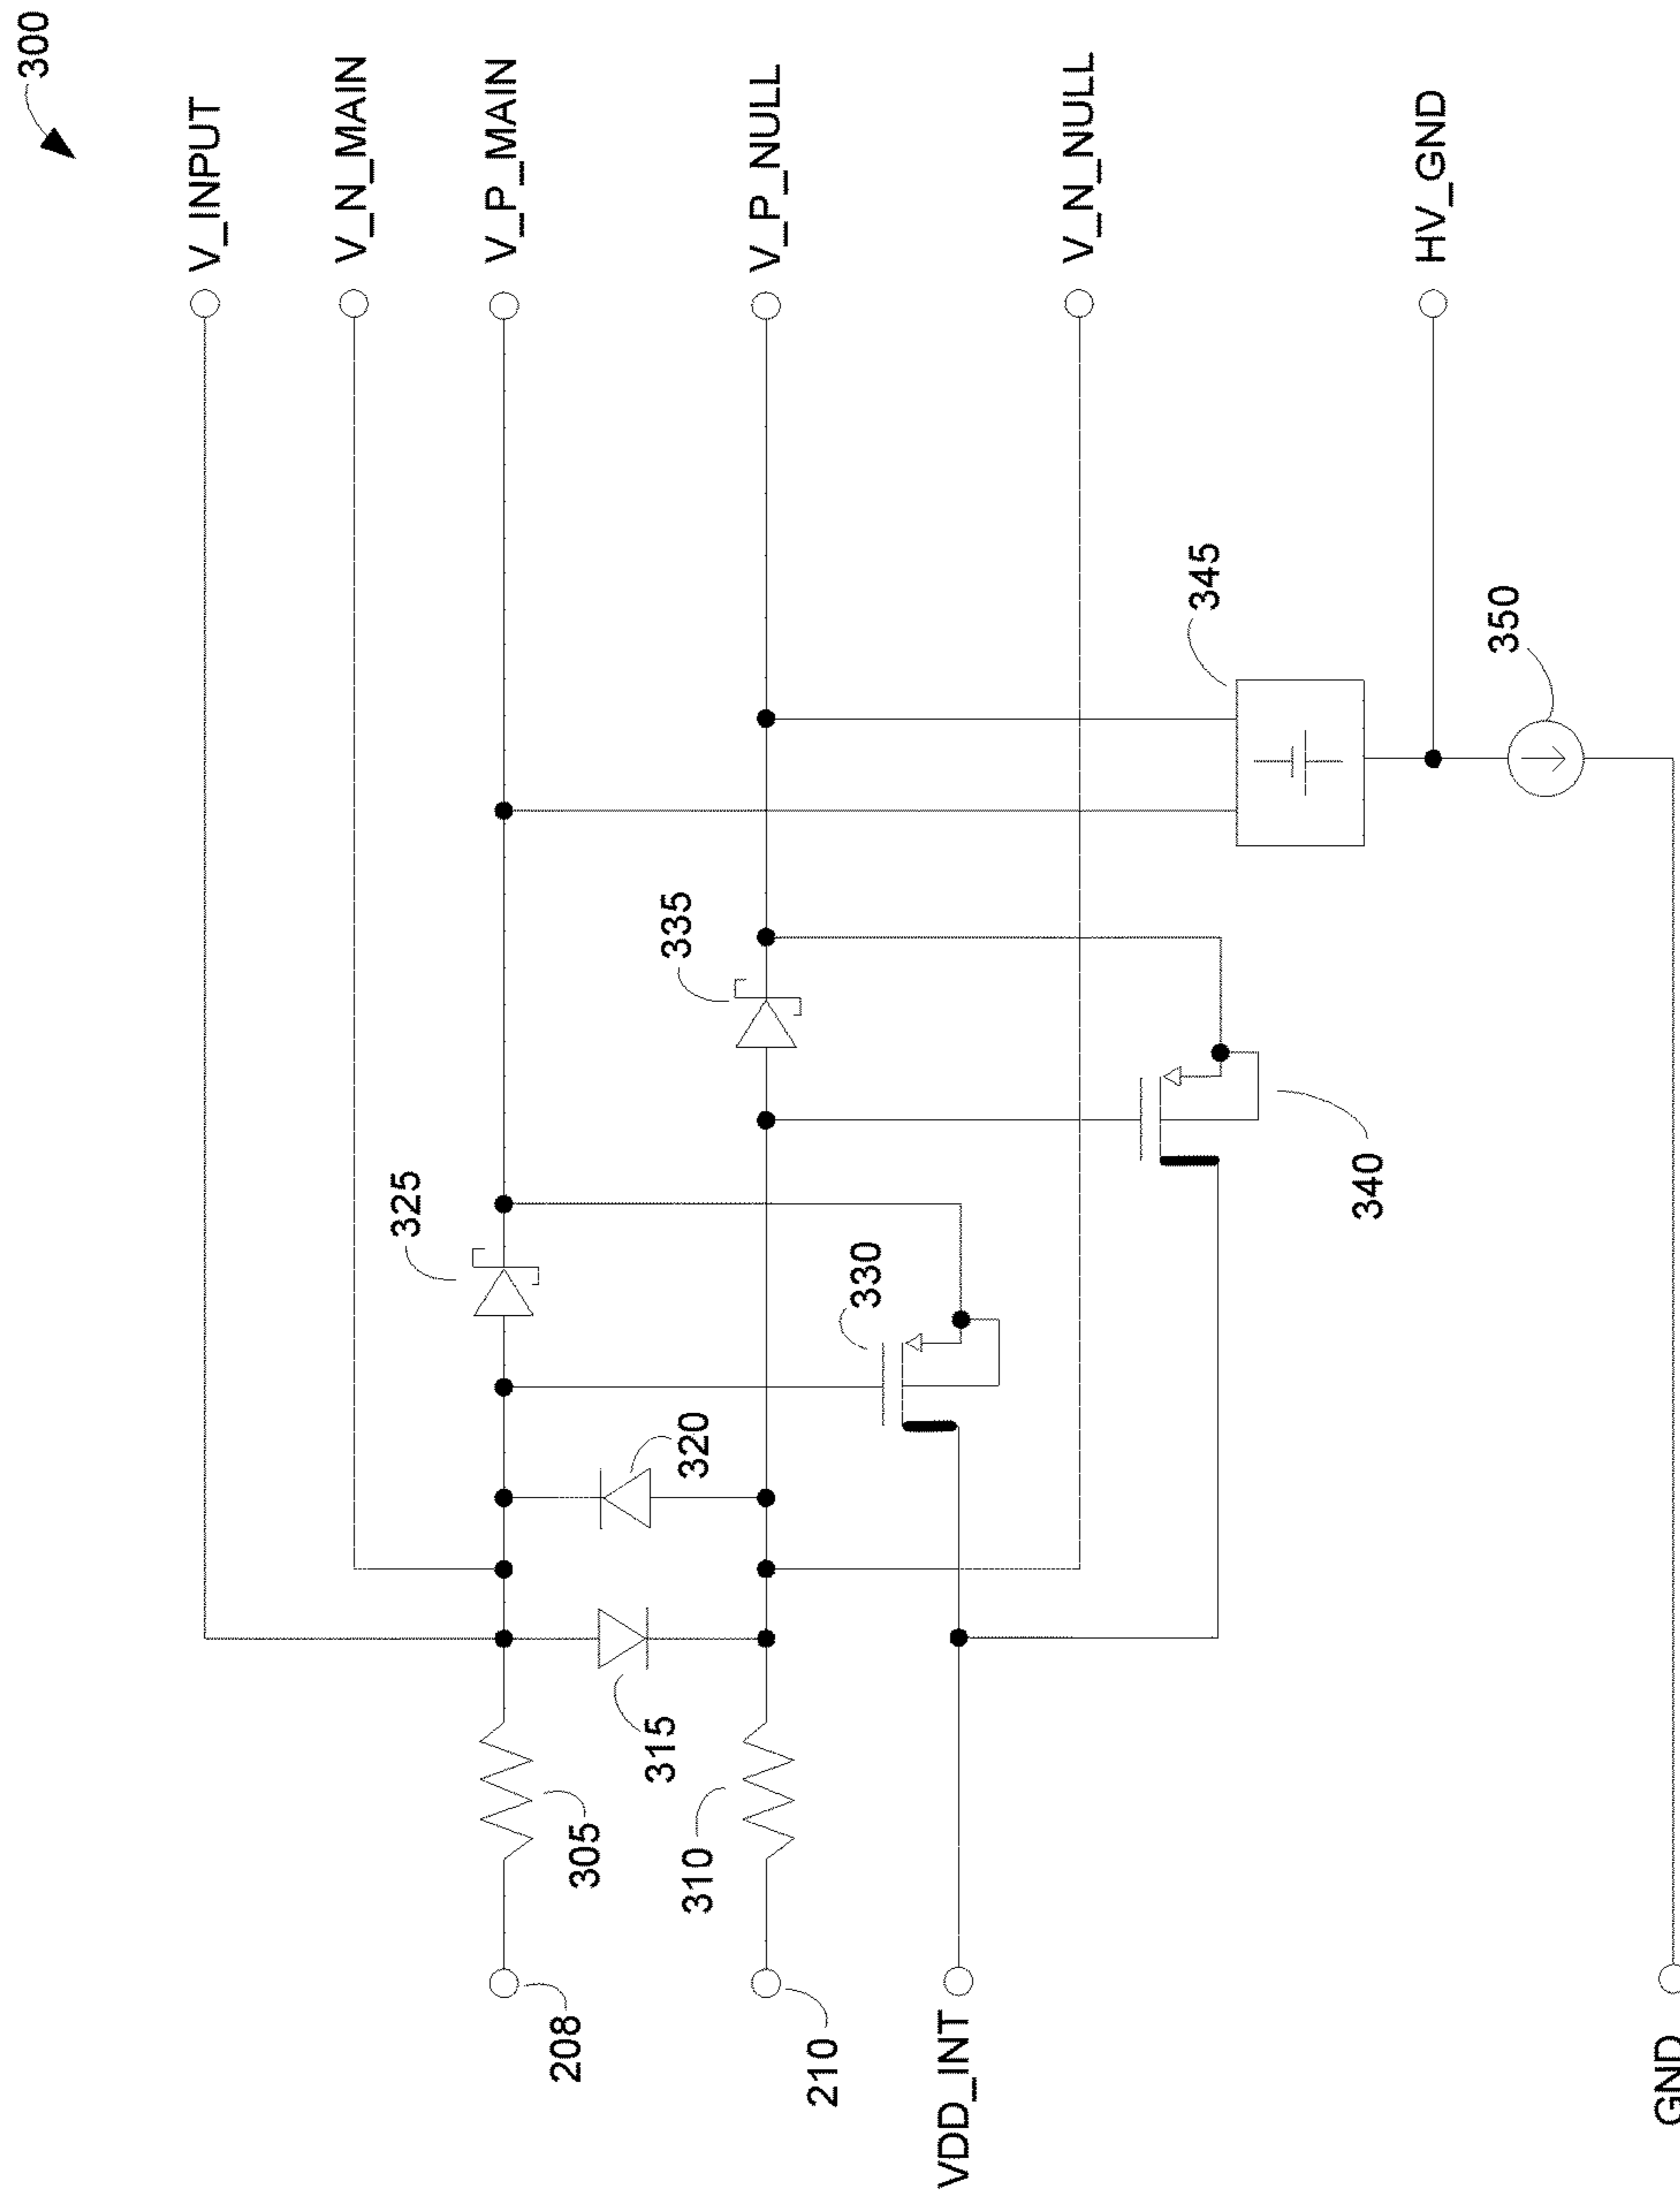 300
V_INPUT
V_N_MAIN
V_P_MAIN
V_P_NULL
V_N_NULL
HV_GND
325
335
345
350
330
340
320
315
305
310
208
210
VDD_INT
GND